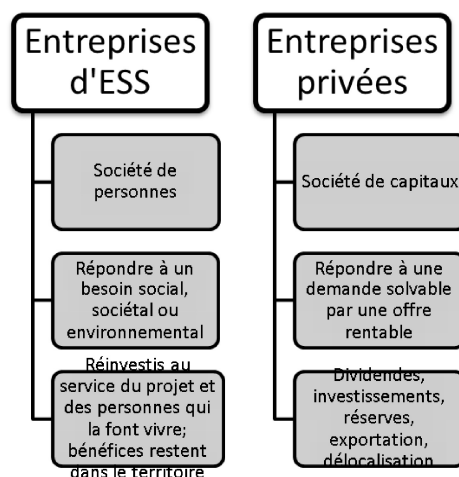 Entreprises
d'ESS
Société de
personnes
Répondre à un
besoin social,
sociétal ou
environnemental
Réinvestis au
service du projet et
des personnes qui
la font vivre;
bénéfices restent
dans le territoire
Entreprises
privées
Société de capitaux
Répondre à une
demande solvable
par une offre
rentable
Dividendes,
investissements,
réserves,
exportation,
délocalisation